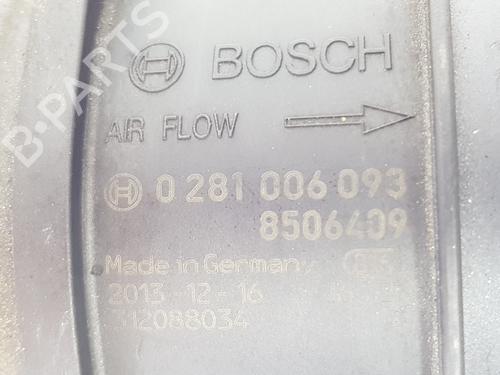 BOSCH
AIR FLOW
0 281 006 093
8506409
Made in Germany
2013-12-16
312088034
B-PARTS